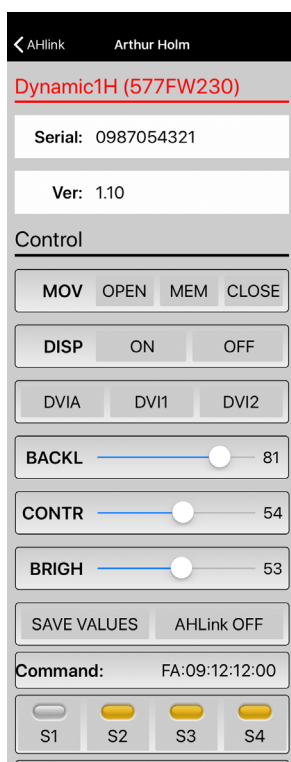 AHlink Arthur Holm
Dynamic1H (577FW230)
Serial: 0987054321
Ver: 1.10
Control
MOV OPEN MEM CLOSE
DISP ON OFF
DVIA DVI1 DVI2
BACKL 81
CONTR 54
BRIGH 53
SAVE VALUES AHLink OFF
Command: FA:09:12:12:00
S1 S2 S3 S4